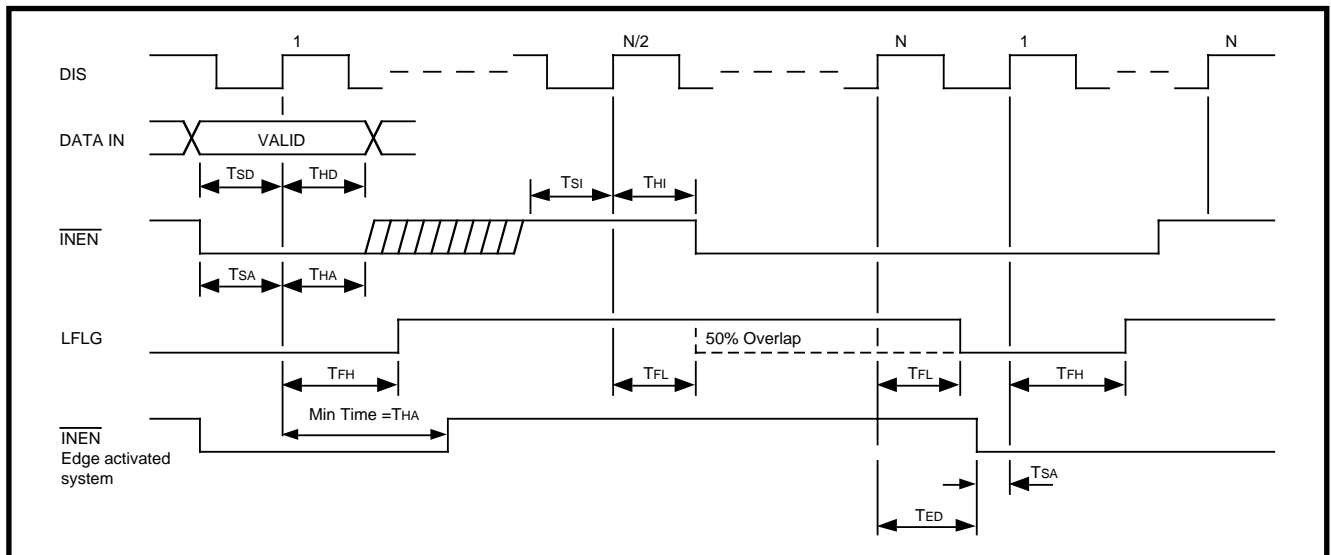 1 N/2 N 1 N
DIS
DATA IN VALID
TSD THD TSI THI
INEN
TSA THA
LFLG 50% Overlap
TFH TFL TFL TFH
Min Time =THA
INEN
Edge activated
system
TSA
TED